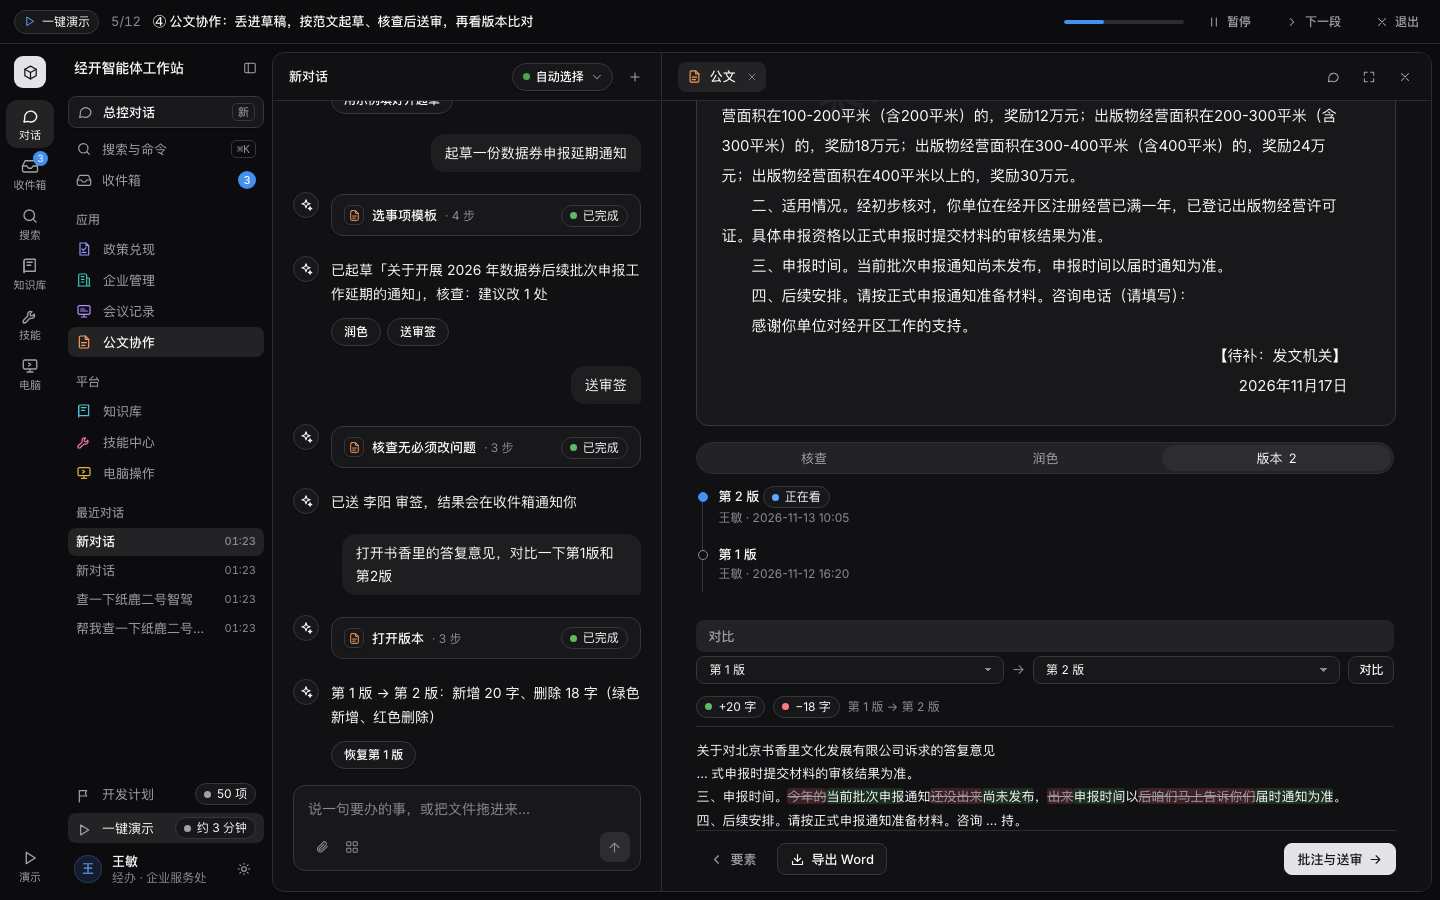 一键演示
5/12
④ 公文协作：丢进草稿，按范文起草、核查后送审，再看版本比对
暂停
下一段
退出
对话
3
收件箱
搜索
知识库
技能
电脑
演示
经开智能体工作站
总控对话
新
搜索与命令
⌘K
收件箱
3
应用
政策兑现
企业管理
会议记录
公文协作
平台
知识库
技能中心
电脑操作
最近对话
新对话 01:23
新对话 01:23
查一下纸鹿二号智驾 01:23
帮我查一下纸鹿二号... 01:23
开发计划
50 项
一键演示
约 3 分钟
王
王敏
经办 · 企业服务处
新对话
自动选择
起草一份数据券申报延期通知
选事项模板 · 4 步
已完成
已起草「关于开展 2026 年数据券后续批次申报工
作延期的通知」，核查：建议改 1 处
润色
送审签
送审签
核查无必须改问题 · 3 步
已完成
已送 李阳 审签，结果会在收件箱通知你
打开书香里的答复意见，对比一下第1版和
第2版
打开版本 · 3 步
已完成
第 1 版 → 第 2 版：新增 20 字、删除 18 字（绿色
新增、红色删除）
恢复第 1 版
说一句要办的事，或把文件拖进来...
公文
营面积在100-200平米（含200平米）的，奖励12万元；出版物经营面积在200-300平米（含
300平米）的，奖励18万元；出版物经营面积在300-400平米（含400平米）的，奖励24万
元；出版物经营面积在400平米以上的，奖励30万元。
二、适用情况。经初步核对，你单位在经开区注册经营已满一年，已登记出版物经营许可
证。具体申报资格以正式申报时提交材料的审核结果为准。
三、申报时间。当前批次申报通知尚未发布，申报时间以届时通知为准。
四、后续安排。请按正式申报通知准备材料。咨询电话（请填写）：
感谢你单位对经开区工作的支持。
【待补：发文机关】
2026年11月17日
核查
润色
版本 2
第 2 版
正在看
王敏 · 2026-11-13 10:05
第 1 版
王敏 · 2026-11-12 16:20
对比
第 1 版
→
第 2 版
对比
+20 字
−18 字
第 1 版 → 第 2 版
关于对北京书香里文化发展有限公司诉求的答复意见
... 式申报时提交材料的审核结果为准。
三、申报时间。今年的当前批次申报通知还没出来尚未发布，出来申报时间以后咱们马上告诉你们届时通知为准。
四、后续安排。请按正式申报通知准备材料。咨询 ... 持。
要素
导出 Word
批注与送审 →